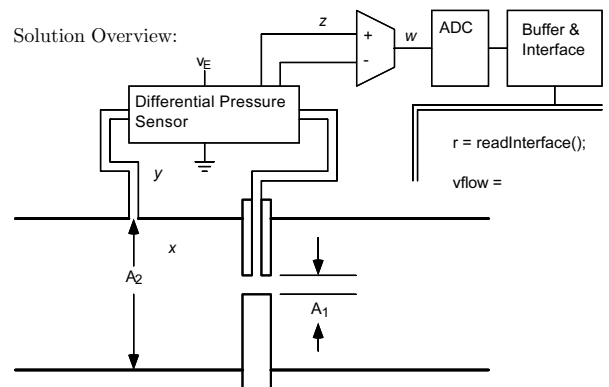 Solution Overview:
z
+
-
w
ADC
Buffer &
Interface
vE
Differential Pressure
Sensor
r = readInterface();
y
vflow =
x
A2
A1